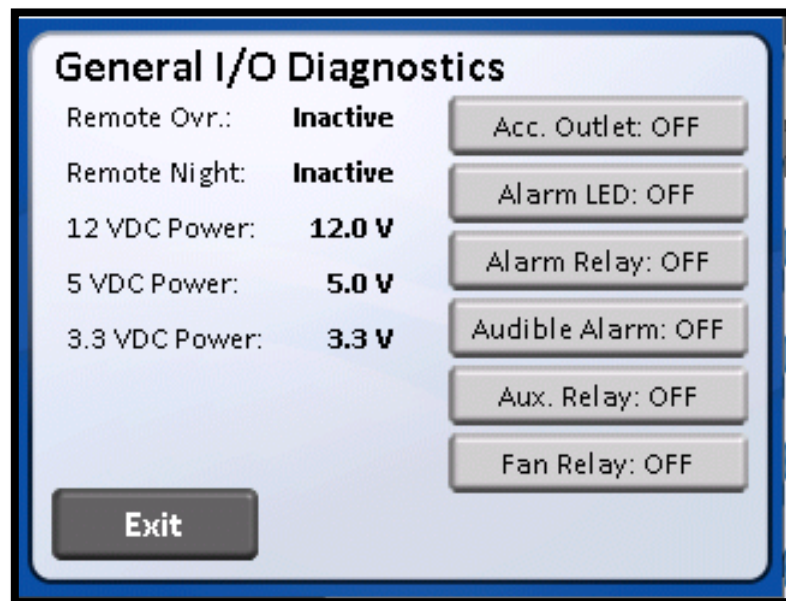 General I/O Diagnostics
Remote Ovr.: Inactive
Remote Night: Inactive
12 VDC Power: 12.0 V
5 VDC Power: 5.0 V
3.3 VDC Power: 3.3 V
Acc. Outlet: OFF
Alarm LED: OFF
Alarm Relay: OFF
Audible Alarm: OFF
Aux. Relay: OFF
Fan Relay: OFF
Exit